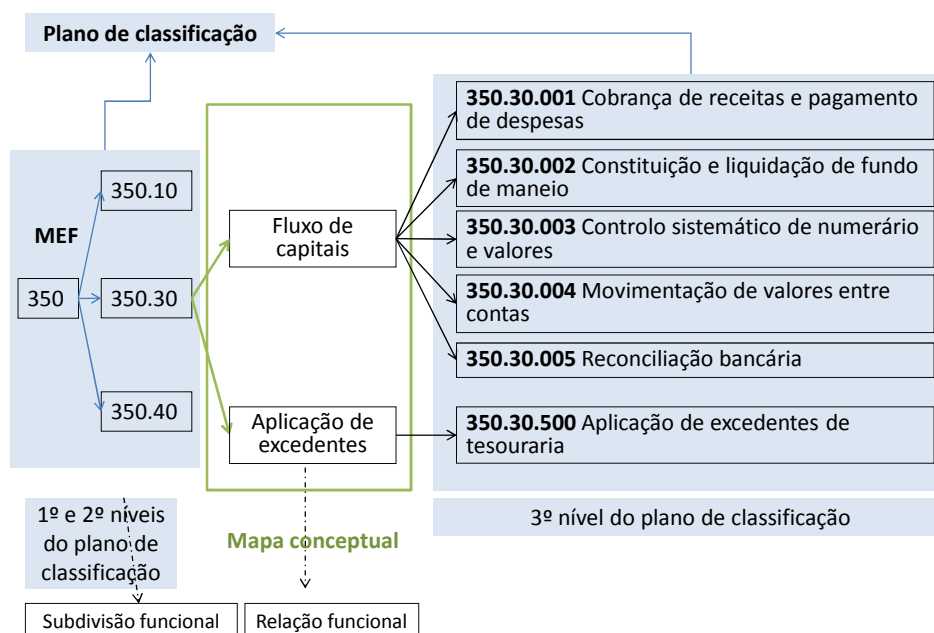 Plano de classificação
MEF
350
350.10
350.30
350.40
1º e 2º níveis
do plano de
classificação
Subdivisão funcional
Fluxo de
capitais
Aplicação de
excedentes
Mapa conceptual
Relação funcional
350.30.001 Cobrança de receitas e pagamento
de despesas
350.30.002 Constituição e liquidação de fundo
de maneio
350.30.003 Controlo sistemático de numerário
e valores
350.30.004 Movimentação de valores entre
contas
350.30.005 Reconciliação bancária
350.30.500 Aplicação de excedentes de
tesouraria
3º nível do plano de classificação